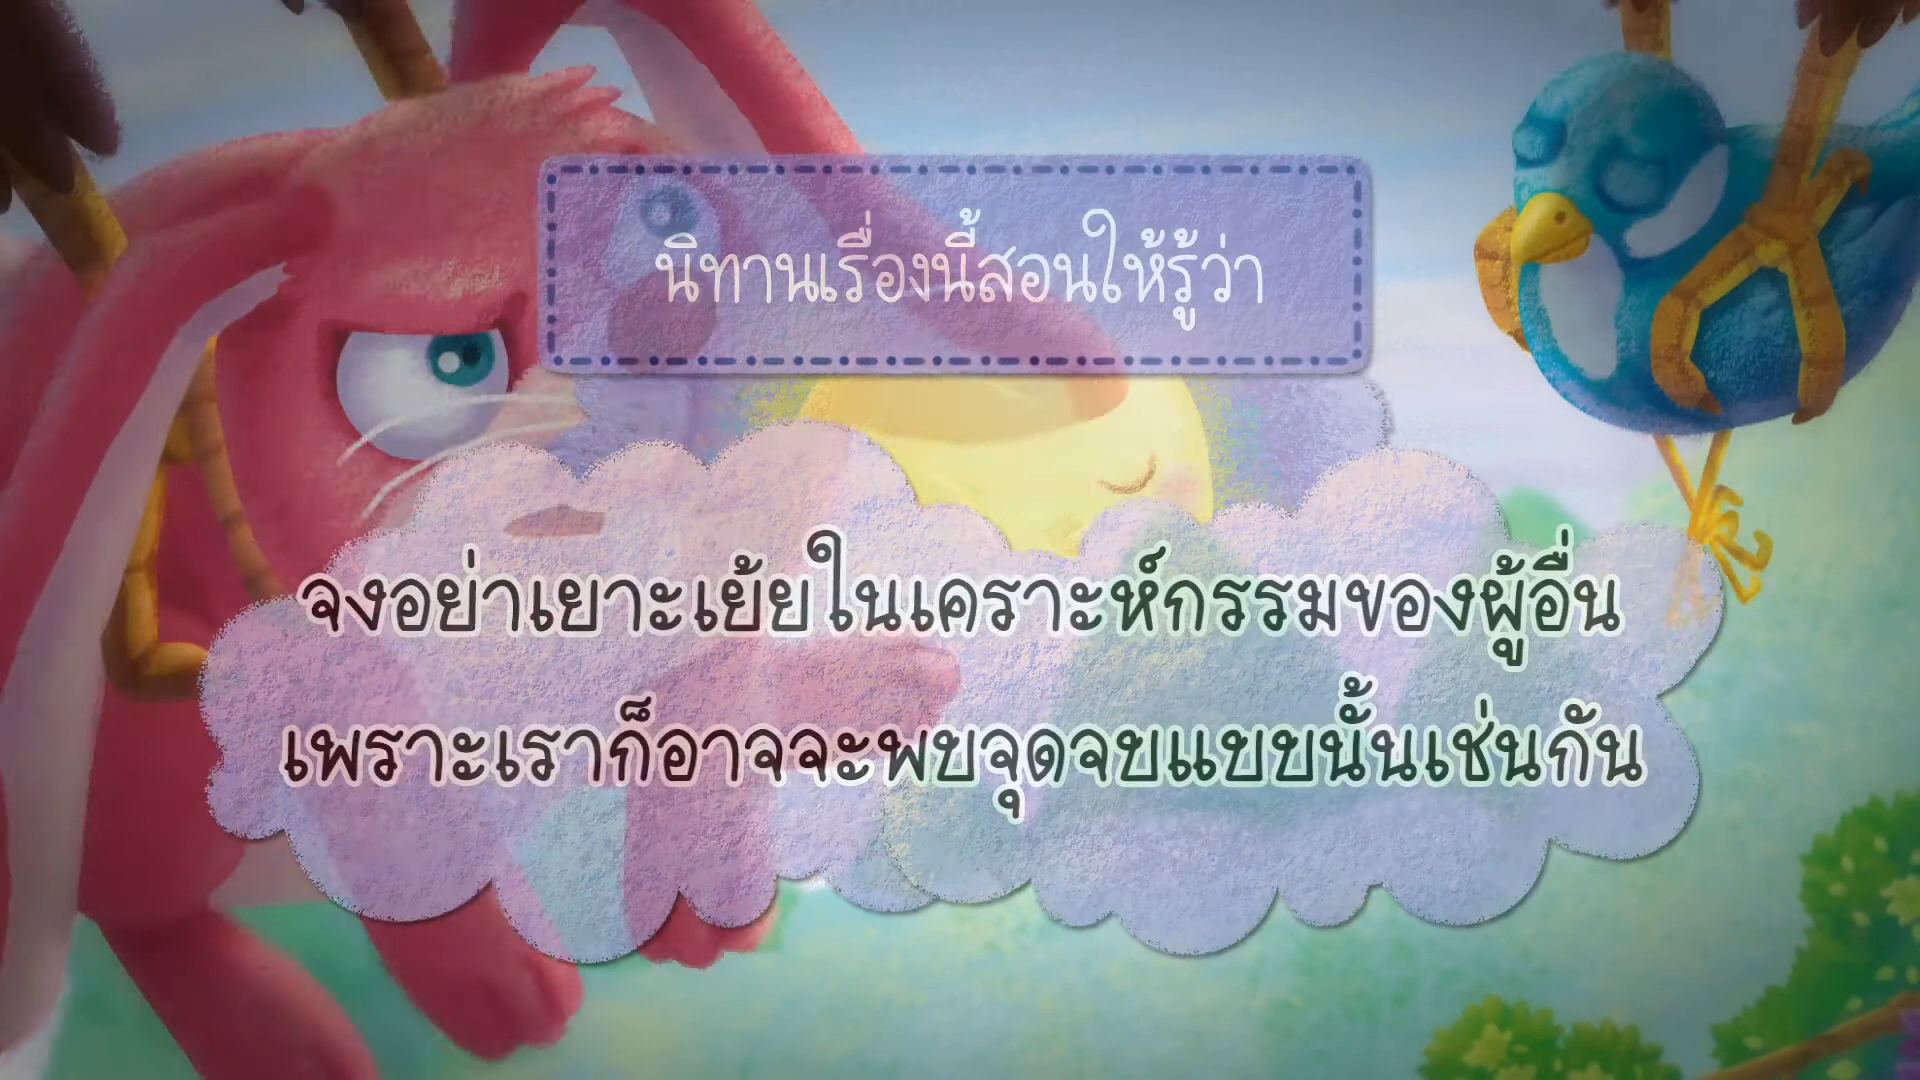 นิทานเรื่องนี้สอนให้รู้ว่า
จงอย่าเยาะเย้ยในเคราะห์กรรมของผู้อื่น
เพราะเราก็อาจจะพบจุดจบแบบนั้นเช่นกัน